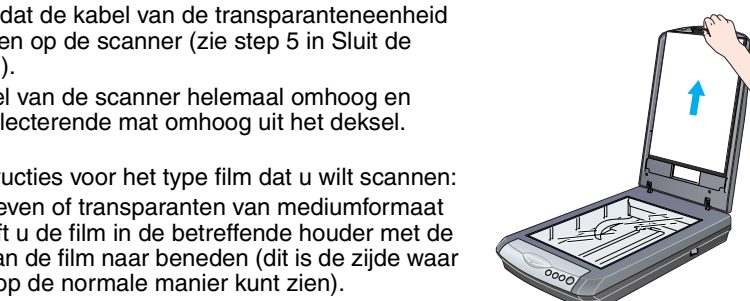 dat de kabel van de transparanteneenheid
en op de scanner (zie step 5 in Sluit de
).
el van de scanner helemaal omhoog en
lecterende mat omhoog uit het deksel.
ucties voor het type film dat u wilt scannen:
even of transparanten van mediumformaat
ft u de film in de betreffende houder met de
an de film naar beneden (dit is de zijde waar
op de normale manier kunt zien).